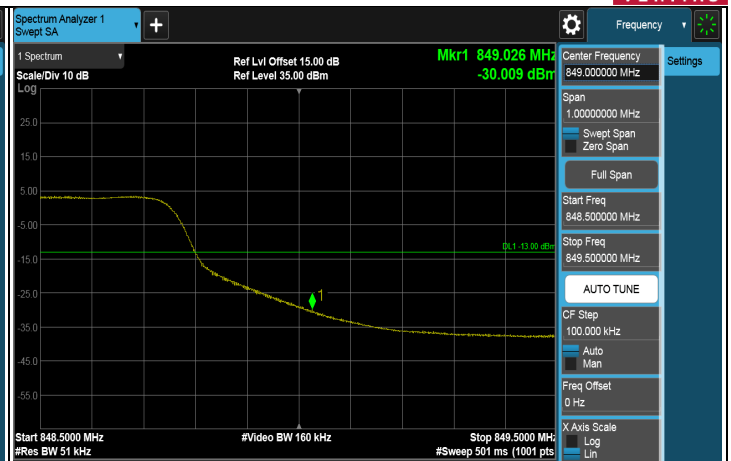 Spectrum Analyzer 1
Swept SA
Frequency
1 Spectrum
Scale/Div 10 dB
Log
Ref Lvl Offset 15.00 dB
Ref Level 35.00 dBm
Mkr1 849.026 MHz
-30.009 dBm
25.0
15.0
5.00
-5.00
-15.0
-25.0
-35.0
-45.0
-55.0
DL1 -13.00 dBm
1
Start 848.5000 MHz
#Res BW 51 kHz
#Video BW 160 kHz
Stop 849.5000 MHz
#Sweep 501 ms (1001 pts
Center Frequency
849.000000 MHz
Settings
Span
1.00000000 MHz
Swept Span
Zero Span
Full Span
Start Freq
848.500000 MHz
Stop Freq
849.500000 MHz
AUTO TUNE
CF Step
100.000 kHz
Auto
Man
Freq Offset
0 Hz
X Axis Scale
Log
Lin